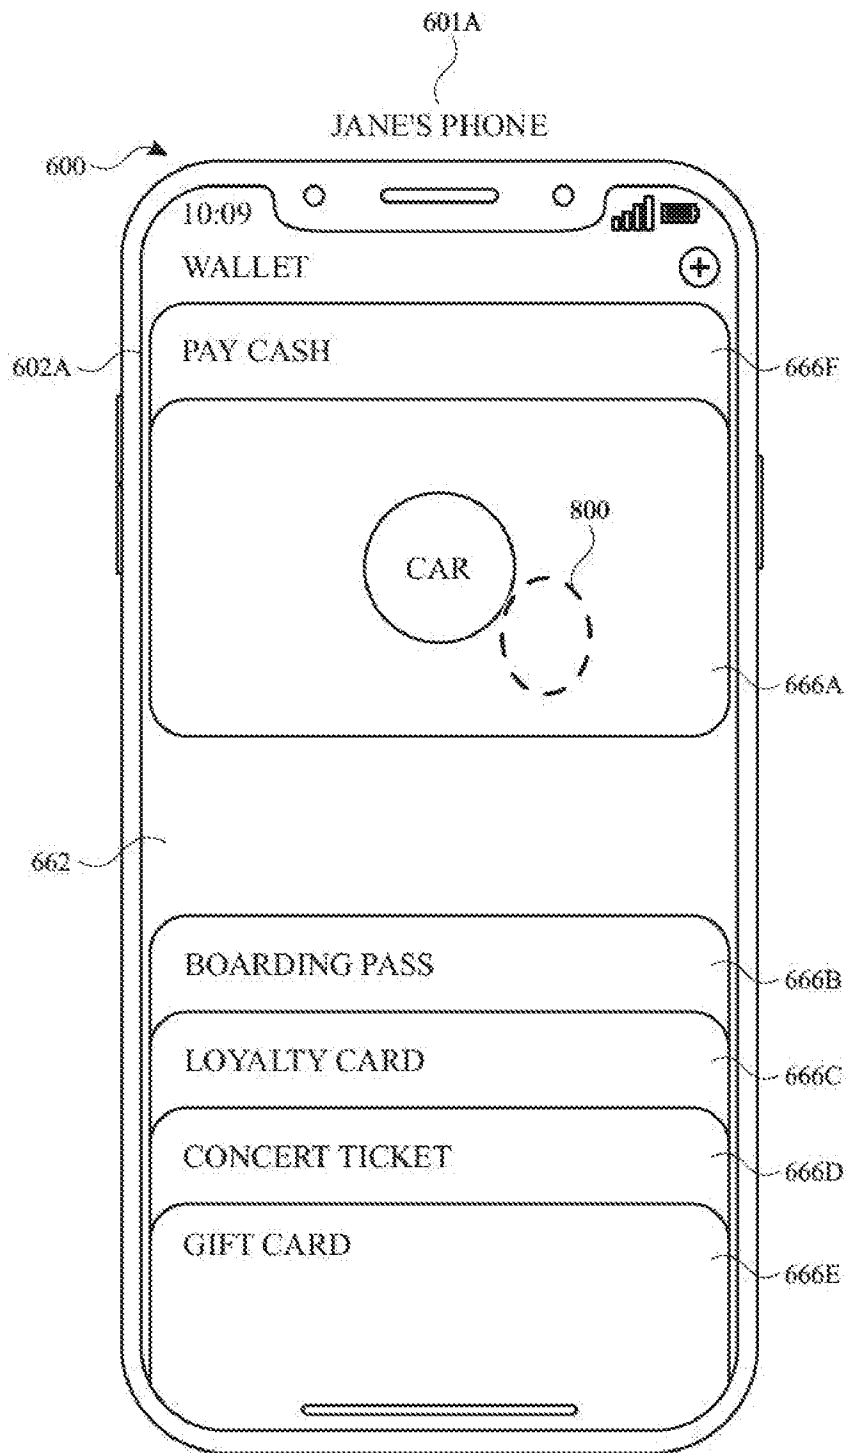 601A
JANE'S PHONE
600
10:09
WALLET
602A
PAY CASH
666F
800
CAR
666A
662
BOARDING PASS
666B
LOYALTY CARD
666C
CONCERT TICKET
666D
GIFT CARD
666E